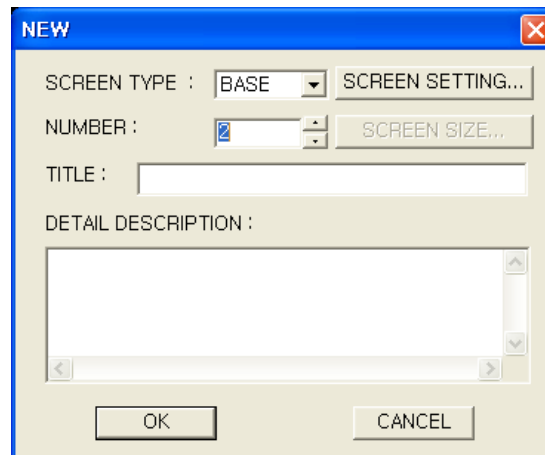 NEW
SCREEN TYPE : BASE SCREEN SETTING...
NUMBER : 2 SCREEN SIZE...
TITLE :
DETAIL DESCRIPTION :
OK CANCEL